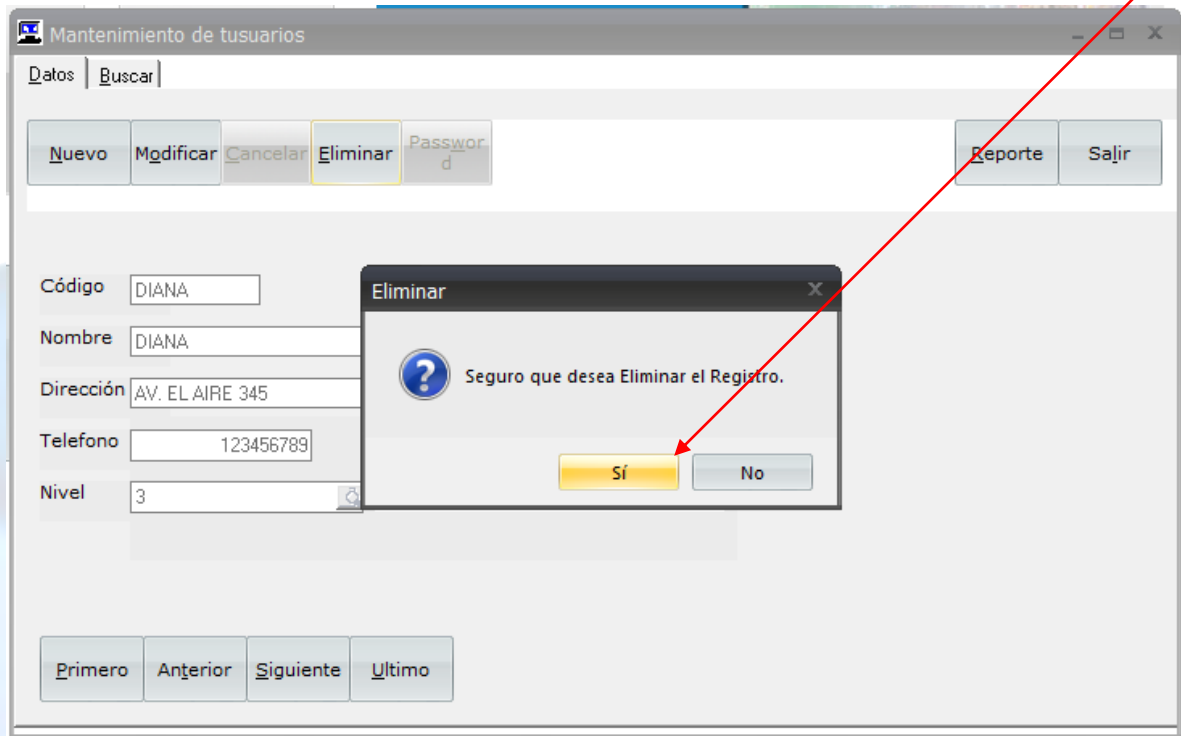 Mantenimiento de tusuarios
Datos Buscar
Nuevo Modificar Cancelar Eliminar Passwor
d
Reporte Salir
Código DIANA
Nombre DIANA
Dirección AV. EL AIRE 345
Telefono 123456789
Nivel 3
Eliminar
Seguro que desea Eliminar el Registro.
Sí No
Primero Anterior Siguiente Ultimo